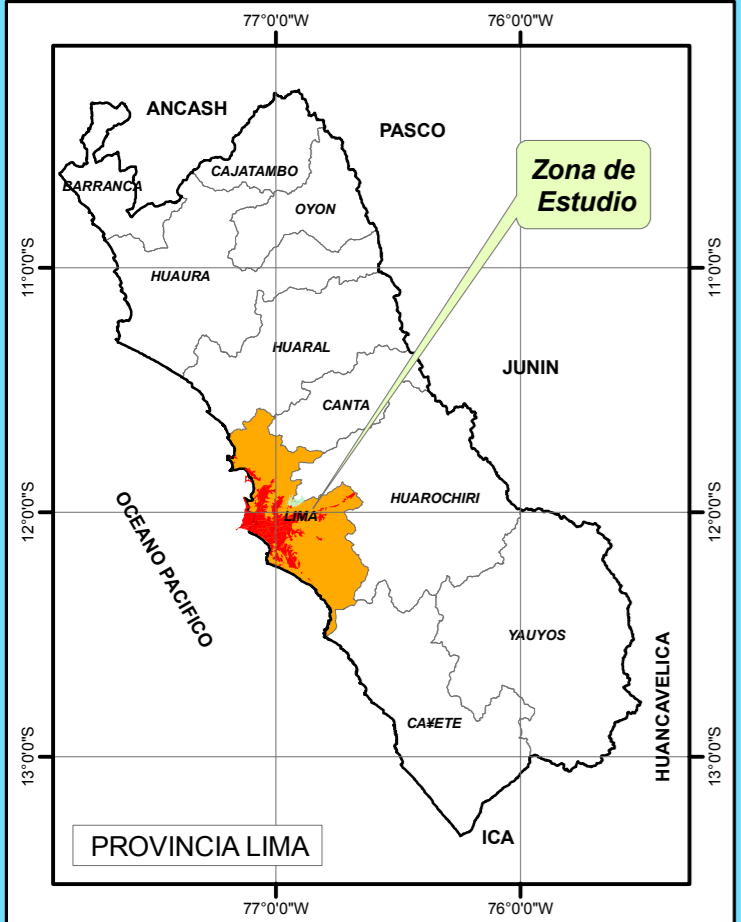 77°0'0"W
76°0'0"W
ANCASH
PASCO
CAJATAMBO
BARRANCA
Zona de
Estudio
OYON
11°0'0"S
11°0'0"S
HUAURA
HUARAL
JUNIN
CANTA
HUAROCHIRI
12°0'0"S
12°0'0"S
LIMA
OCEANO PACIFICO
YAUYOS
HUANCAVELICA
CA¥ETE
13°0'0"S
13°0'0"S
ICA
PROVINCIA LIMA
77°0'0"W
76°0'0"W